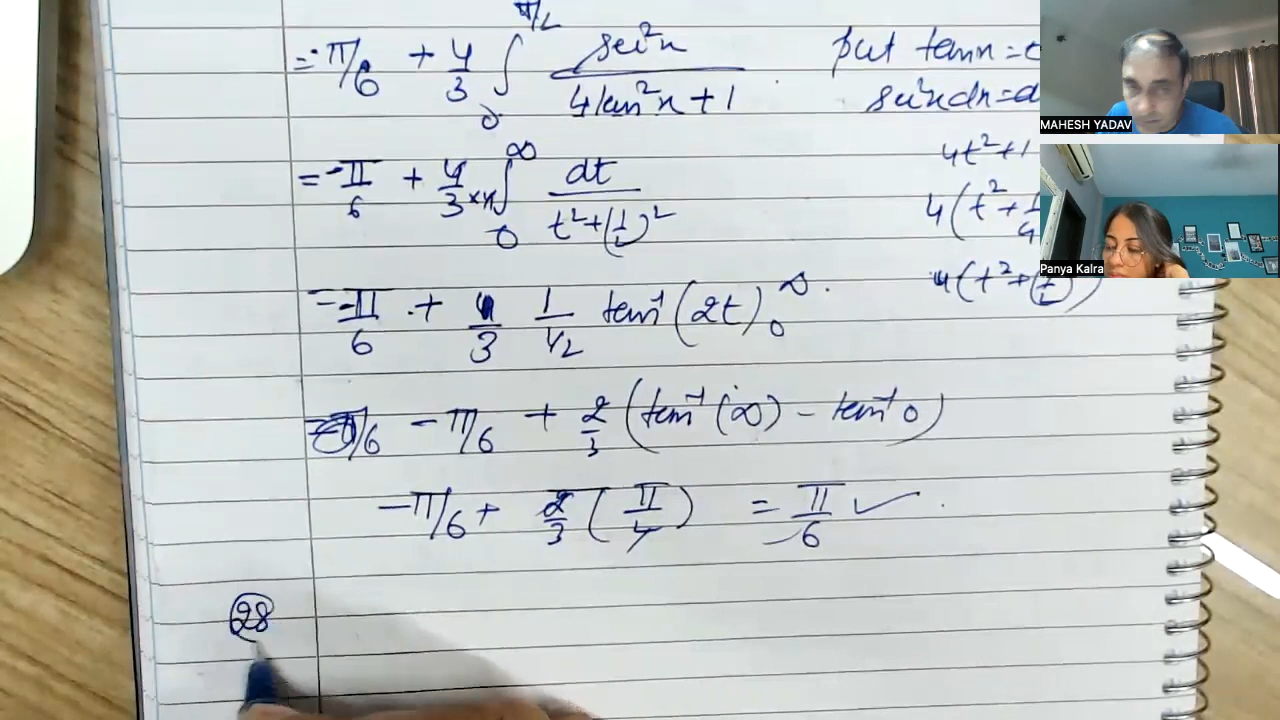 = -π/6 + 4/3 ∫₀^{π/2} sec²x / (4tan²x + 1) put tanx = t
sec²xdx = d
= -π/6 + 4/3×4 ∫₀^∞ dt / (t² + (1/2)²) 4t² + 1
4(t² + 1/4
= -π/6 + 4/3 1/(1/2) tan⁻¹(2t)₀^∞ 4(t² + (1/2)²)
-π/6 + 2/3 (tan⁻¹(∞) - tan⁻¹0)
-π/6 + 2/3 (π/2) = π/6 ✓
28
MAHESH YADAV
Panya Kalra